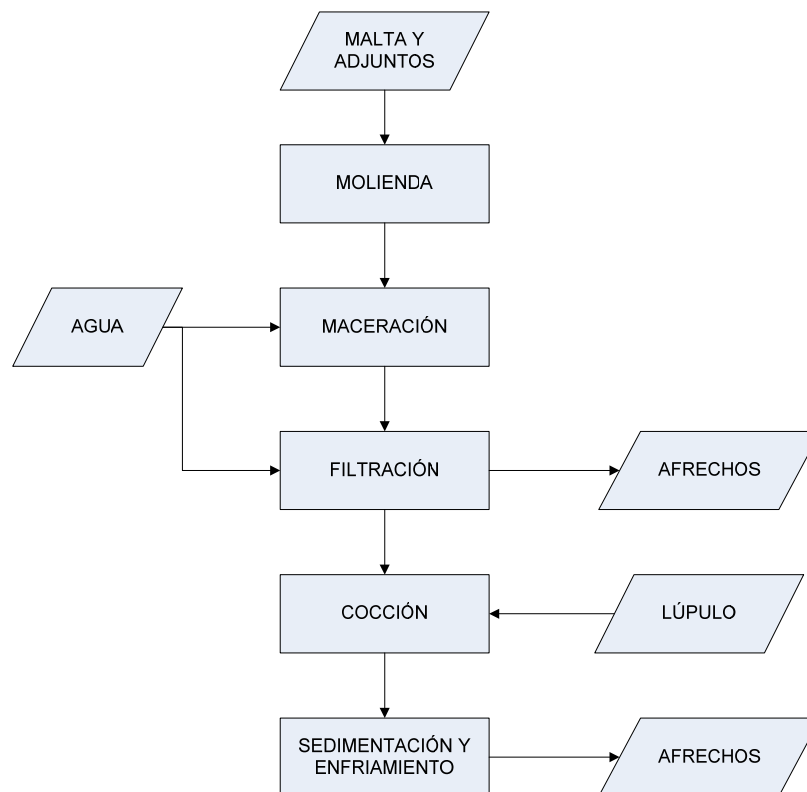 MALTA Y
ADJUNTOS
MOLIENDA
AGUA
MACERACIÓN
FILTRACIÓN
AFRECHOS
COCCIÓN
LÚPULO
SEDIMENTACIÓN Y
ENFRIAMIENTO
AFRECHOS